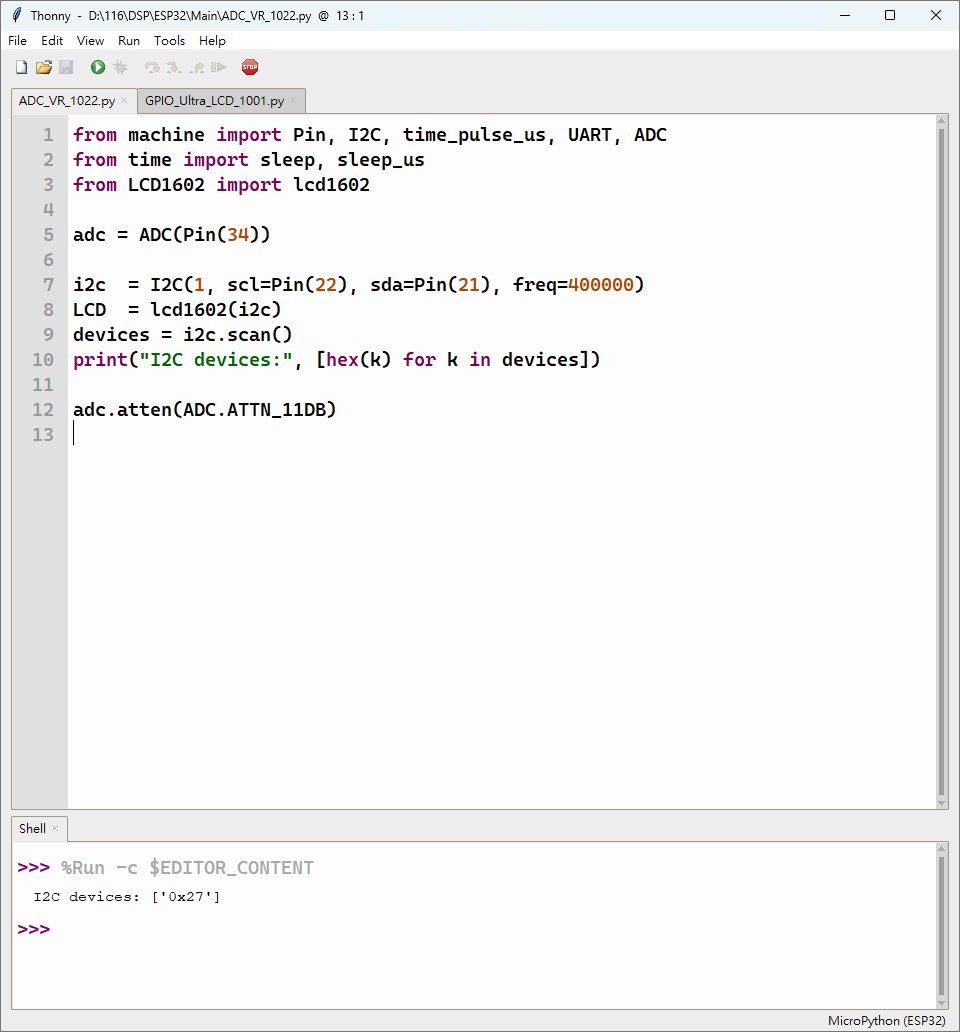 Thonny - D:\116\DSP\ESP32\Main\ADC_VR_1022.py @ 13 : 1
File Edit View Run Tools Help
STOP
ADC_VR_1022.py × GPIO_Ultra_LCD_1001.py ×
1 from machine import Pin, I2C, time_pulse_us, UART, ADC
2 from time import sleep, sleep_us
3 from LCD1602 import lcd1602
4
5 adc = ADC(Pin(34))
6
7 i2c  = I2C(1, scl=Pin(22), sda=Pin(21), freq=400000)
8 LCD  = lcd1602(i2c)
9 devices = i2c.scan()
10 print("I2C devices:", [hex(k) for k in devices])
11
12 adc.atten(ADC.ATTN_11DB)
13
Shell ×
>>> %Run -c $EDITOR_CONTENT
I2C devices: ['0x27']
>>>
MicroPython (ESP32)